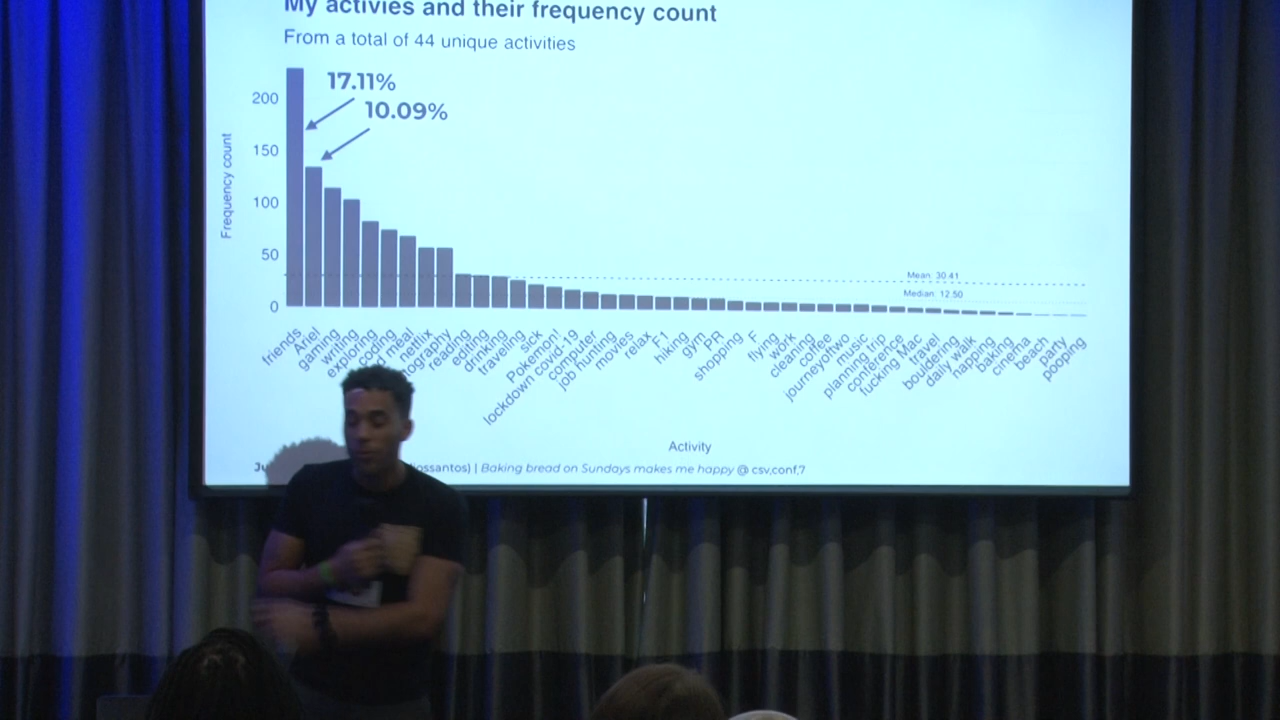 My activies and their frequency count
From a total of 44 unique activities
17.11%
10.09%
200
150
100
50
0
Frequency count
Mean: 30.41
Median: 12.50
friends
Ariel
gaming
writing
exploring
coding
meal
netflix
reading
editing
drinking
traveling
sick
Pokemon!
lockdown covid-19
computer
job hunting
movies
relax
F1
hiking
gym
PR
shopping
F
flying
work
cleaning
coffee
journeyoftwo
music
planning trip
conference
fucking Mac
travel
bouldering
daily walk
napping
baking
cinema
beach
party
pooping
Activity
Baking bread on Sundays makes me happy @ csv,conf,7